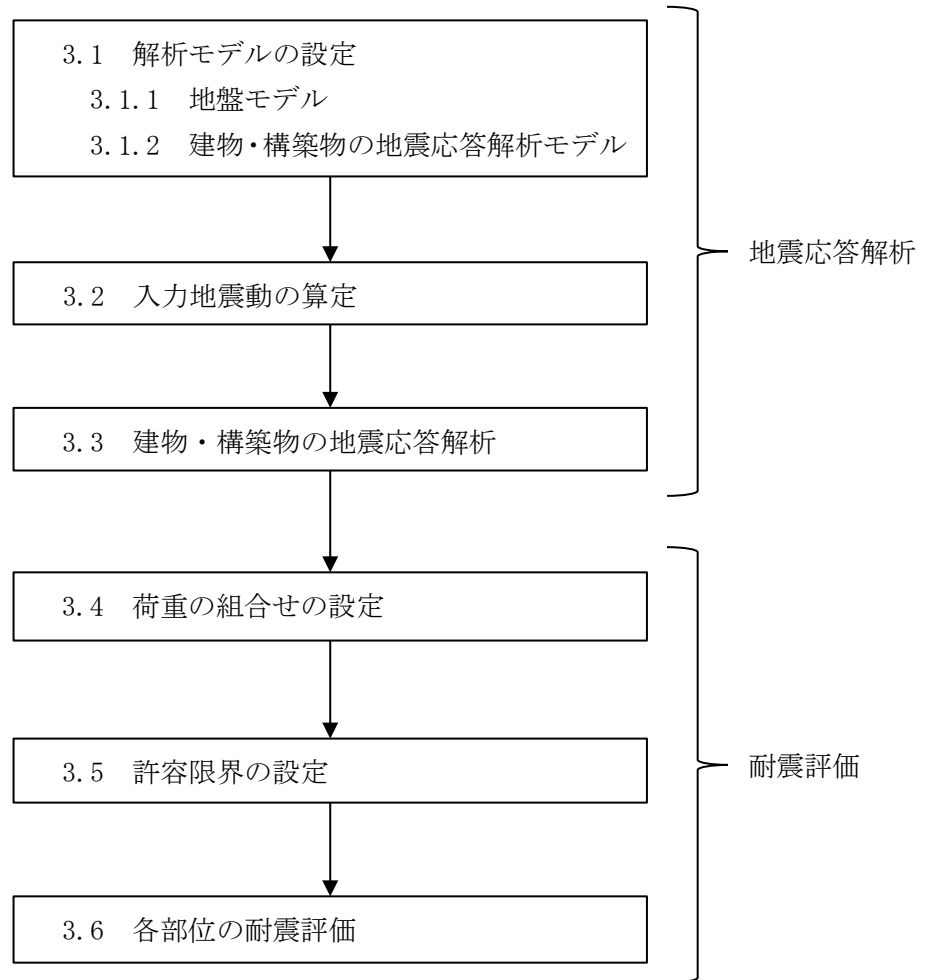 3.1 解析モデルの設定
3.1.1 地盤モデル
3.1.2 建物・構築物の地震応答解析モデル
3.2 入力地震動の算定
3.3 建物・構築物の地震応答解析
地震応答解析
3.4 荷重の組合せの設定
3.5 許容限界の設定
3.6 各部位の耐震評価
耐震評価